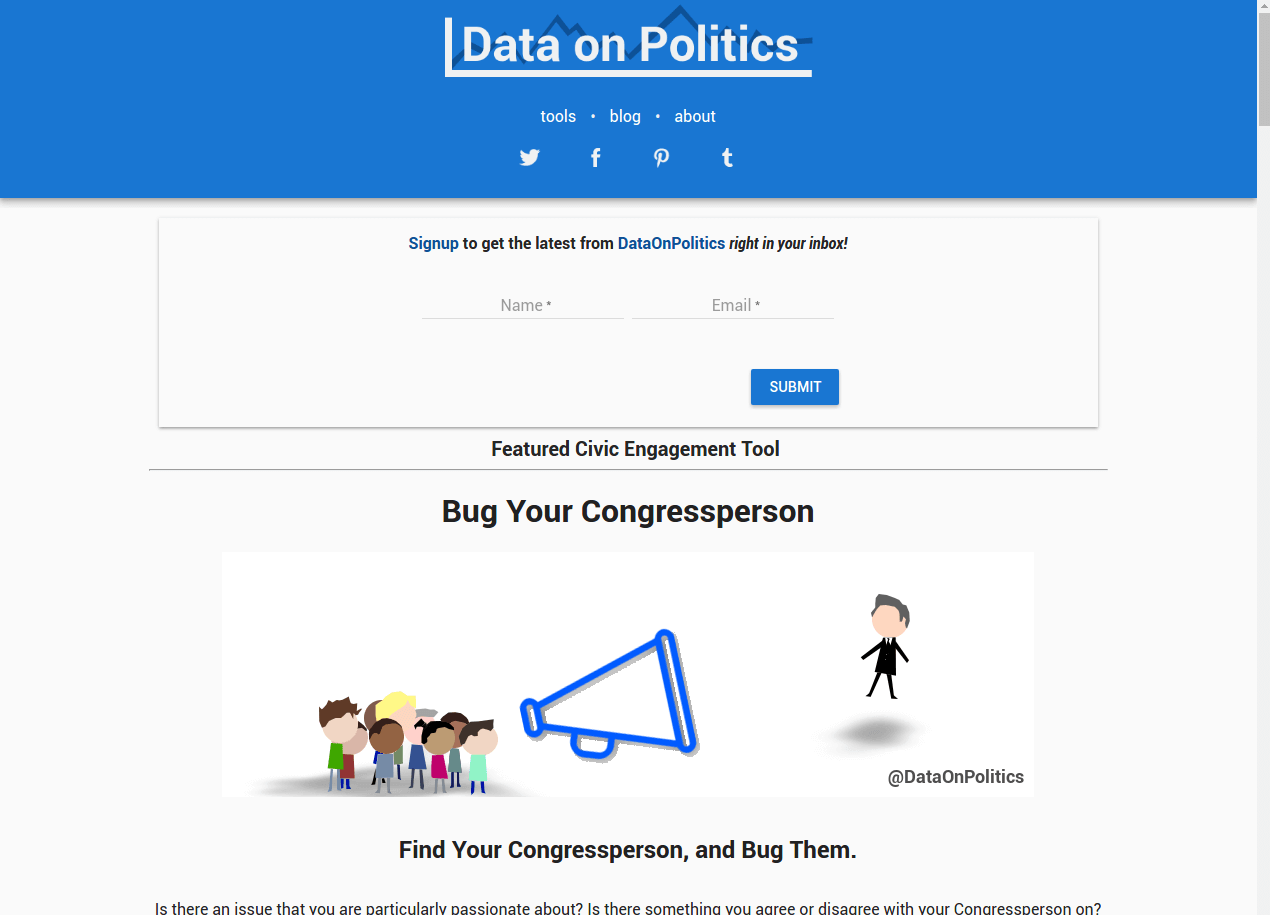 Data on Politics
tools • blog • about
Signup to get the latest from DataOnPolitics right in your inbox!
Name * Email *
SUBMIT
Featured Civic Engagement Tool
Bug Your Congressperson
@DataOnPolitics
Find Your Congressperson, and Bug Them.
Is there an issue that you are particularly passionate about? Is there something you agree or disagree with your Congressperson on?